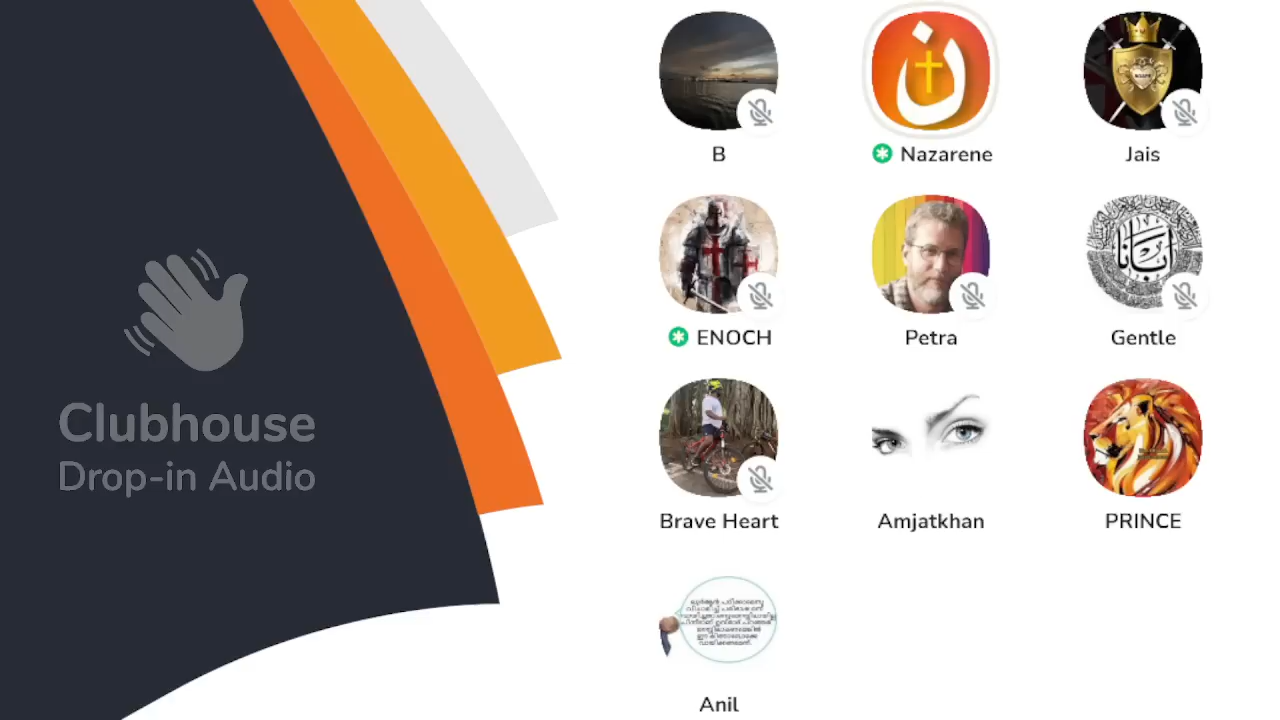 Clubhouse
Drop-in Audio
B
Nazarene
Jais
ENOCH
Petra
Gentle
Brave Heart
Amjatkhan
PRINCE
Anil
ن